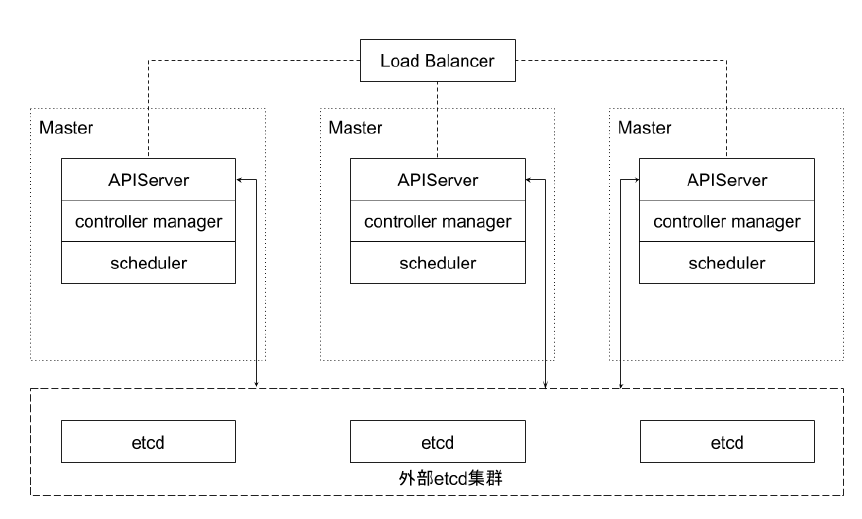 Load Balancer
Master
APIServer
controller manager
scheduler
Master
APIServer
controller manager
scheduler
Master
APIServer
controller manager
scheduler
etcd
etcd
etcd
外部etcd集群